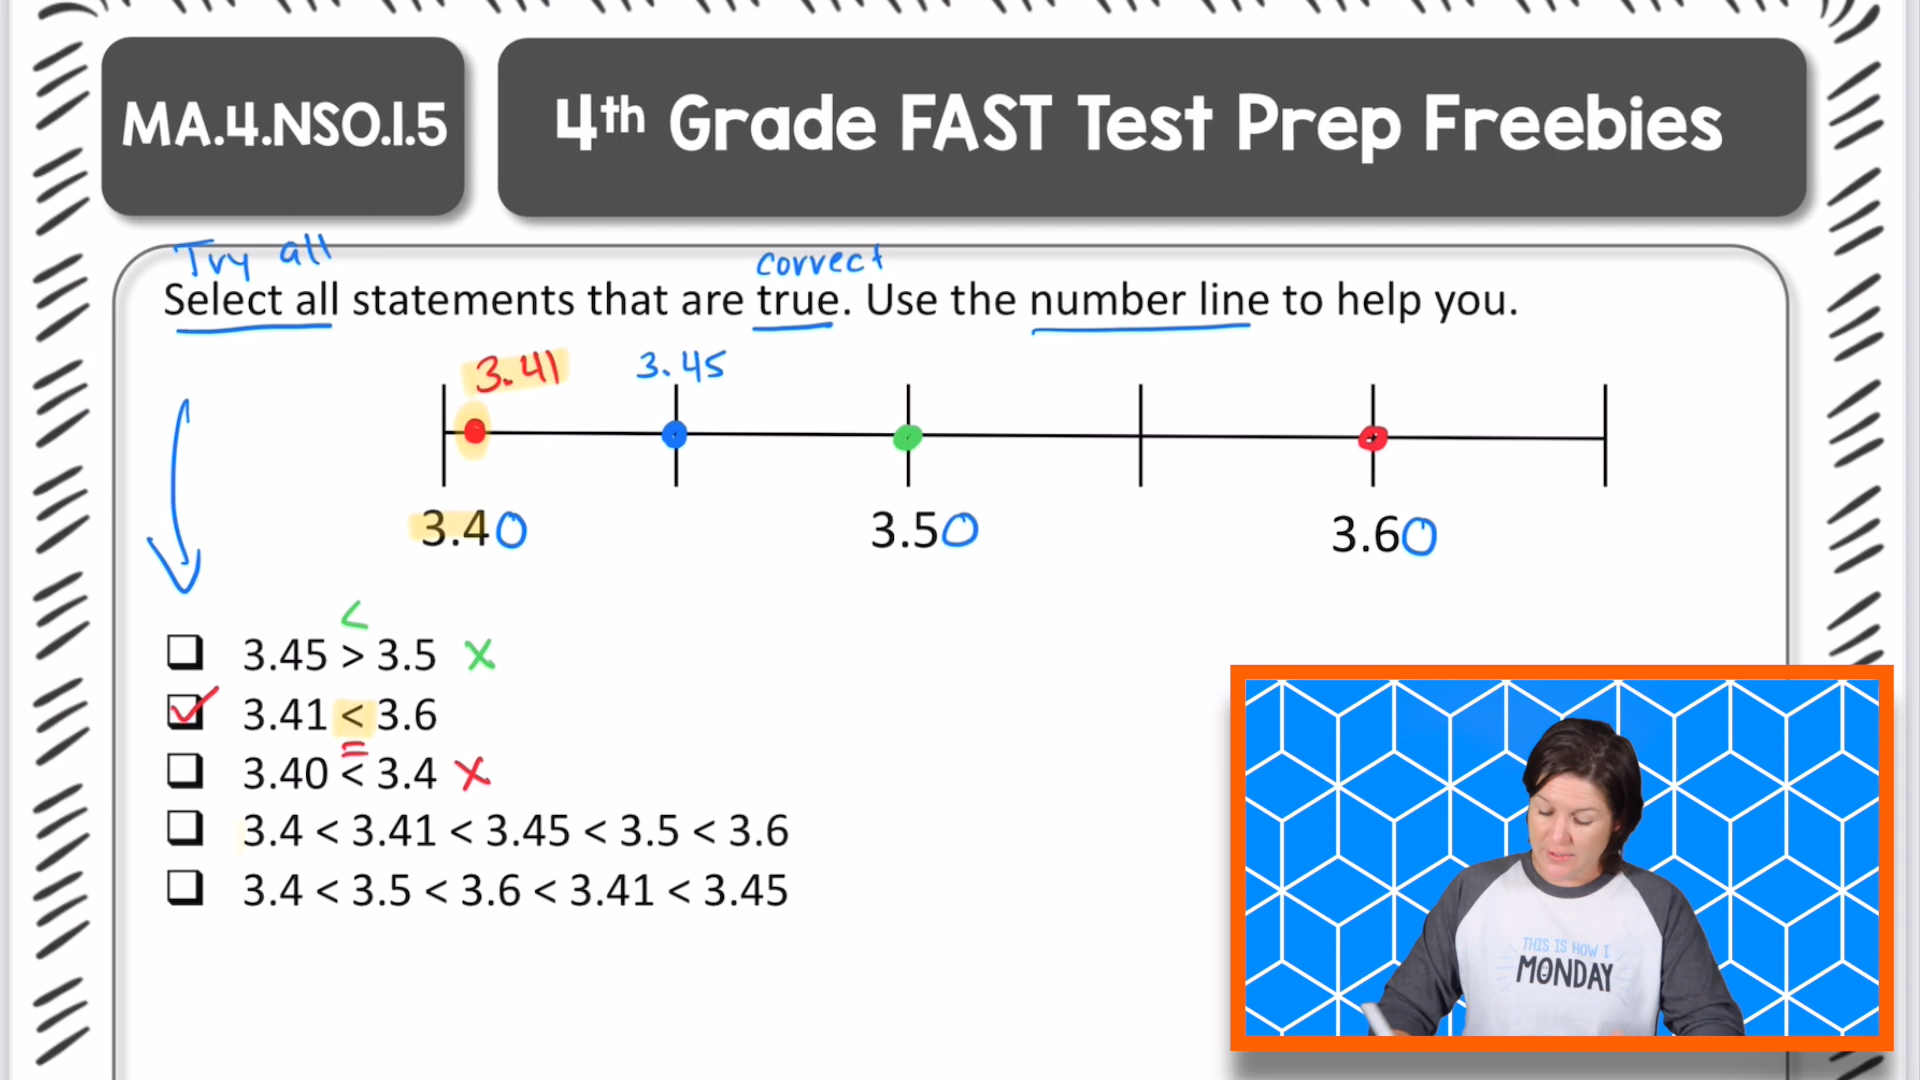 MA.4.NSO.1.5
4th Grade FAST Test Prep Freebies
Try all correct
Select all statements that are true. Use the number line to help you.
3.41 3.45
3.40 3.50 3.60
<
3.45 > 3.5 X
3.41 < 3.6
=
3.40 < 3.4 X
3.4 < 3.41 < 3.45 < 3.5 < 3.6
3.4 < 3.5 < 3.6 < 3.41 < 3.45
THIS IS HOW I
MONDAY